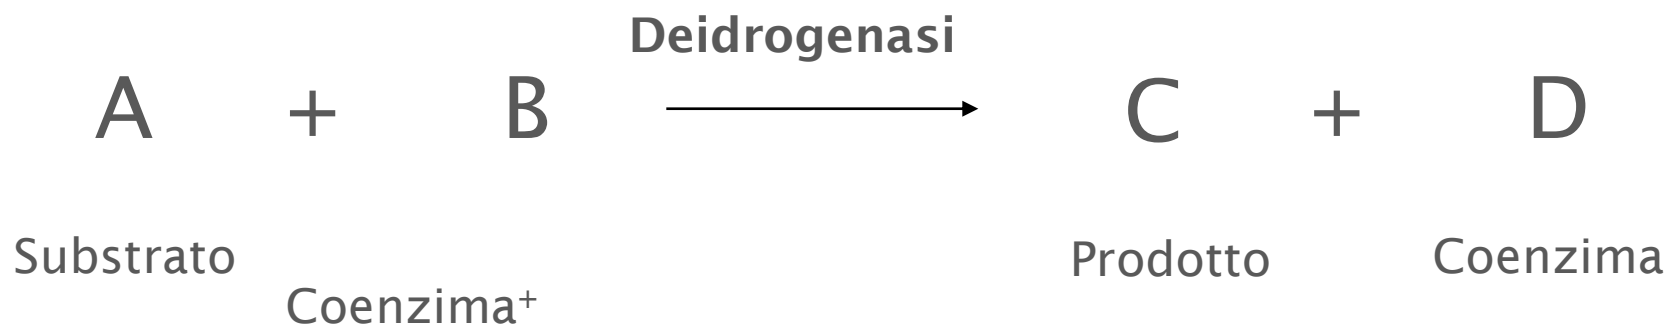 Deidrogenasi
A + B C + D
Substrato Prodotto Coenzima
Coenzima⁺